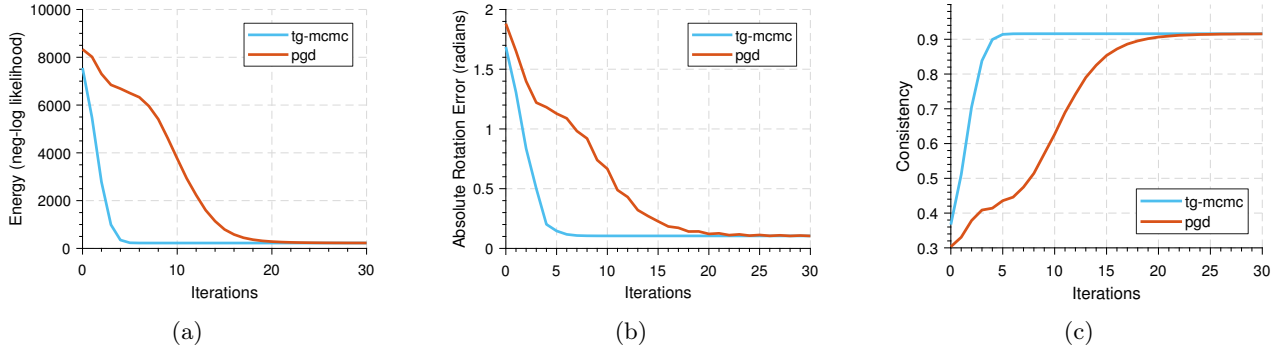 10000
8000
6000
4000
2000
0
0
10
20
30
Energy (neg-log likelihood)
Iterations
tg-mcmc
pgd
(a)
2
1.5
1
0.5
0
0
5
10
15
20
25
30
Absolute Rotation Error (radians)
Iterations
tg-mcmc
pgd
(b)
0.9
0.8
0.7
0.6
0.5
0.4
0.3
0
5
10
15
20
25
30
Consistency
Iterations
tg-mcmc
pgd
(c)